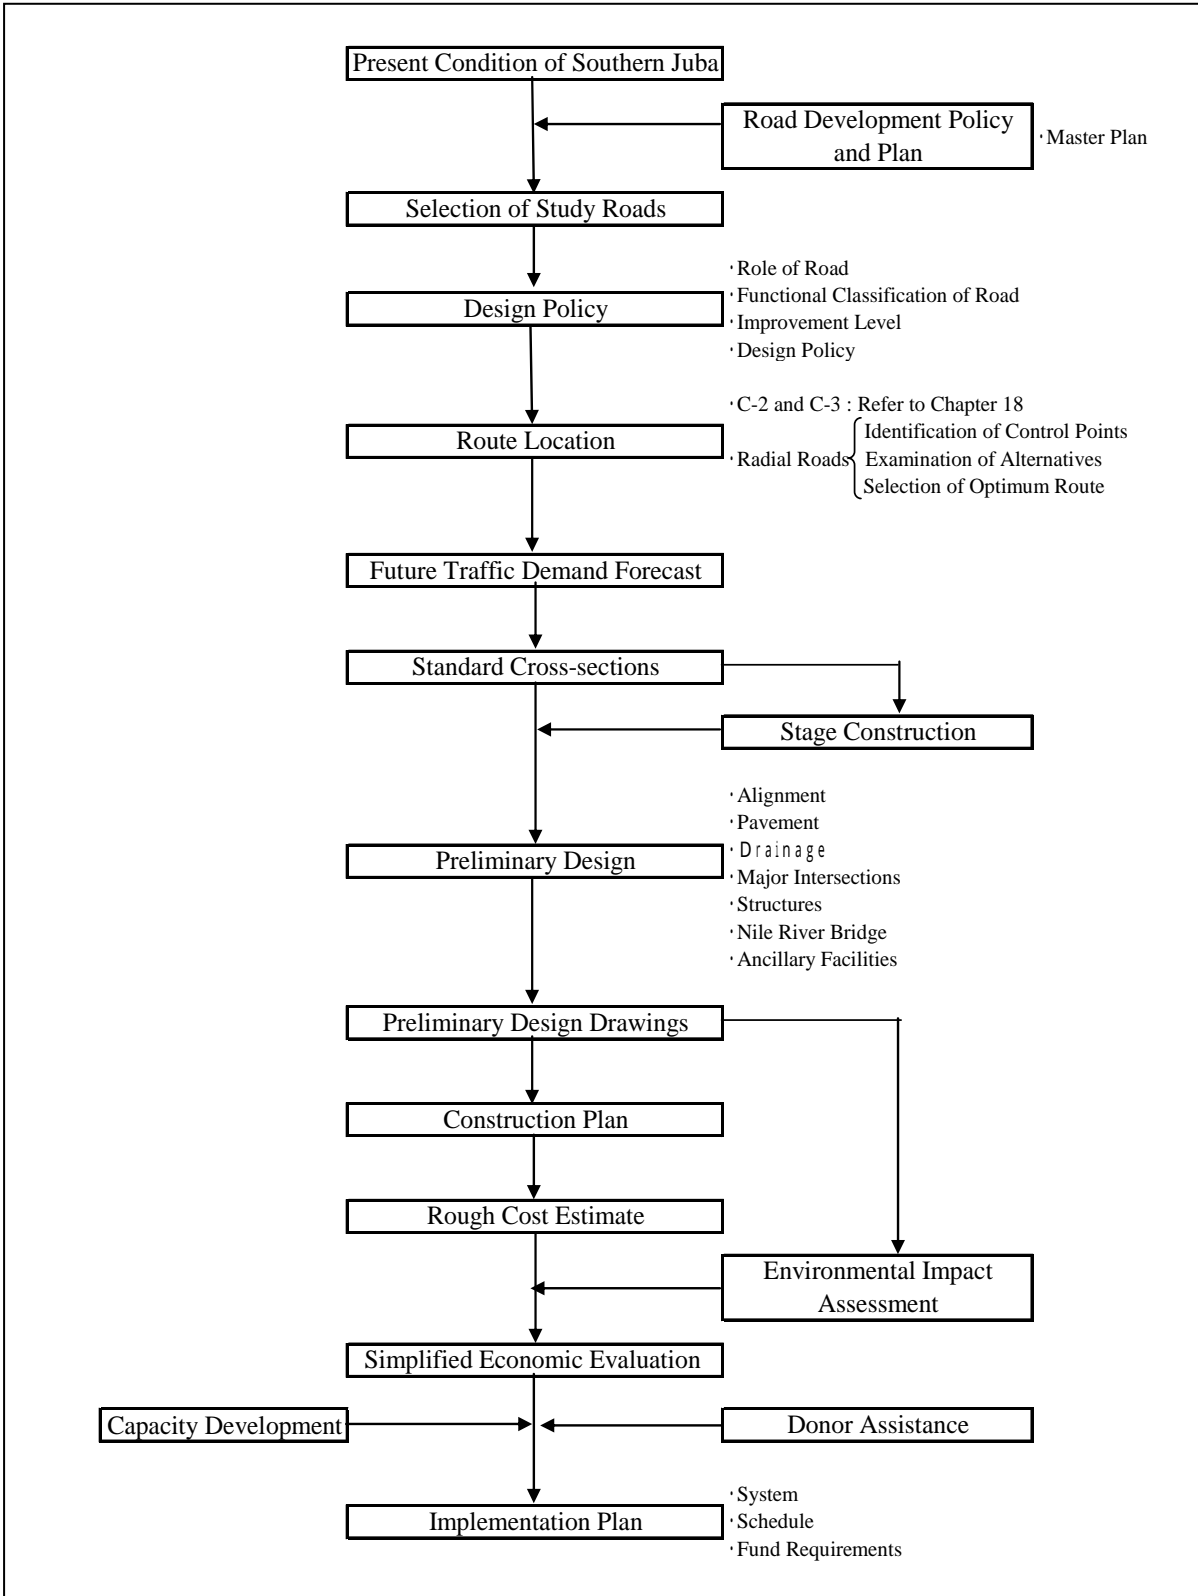 Present Condition of Southern Juba
Road Development Policy
and Plan
·Master Plan
Selection of Study Roads
Design Policy
·Role of Road
·Functional Classification of Road
·Improvement Level
·Design Policy
Route Location
·C-2 and C-3 : Refer to Chapter 18
·Radial Roads
Identification of Control Points
Examination of Alternatives
Selection of Optimum Route
Future Traffic Demand Forecast
Standard Cross-sections
Stage Construction
Preliminary Design
·Alignment
·Pavement
·Drainage
·Major Intersections
·Structures
·Nile River Bridge
·Ancillary Facilities
Preliminary Design Drawings
Construction Plan
Rough Cost Estimate
Environmental Impact
Assessment
Simplified Economic Evaluation
Capacity Development
Donor Assistance
Implementation Plan
·System
·Schedule
·Fund Requirements